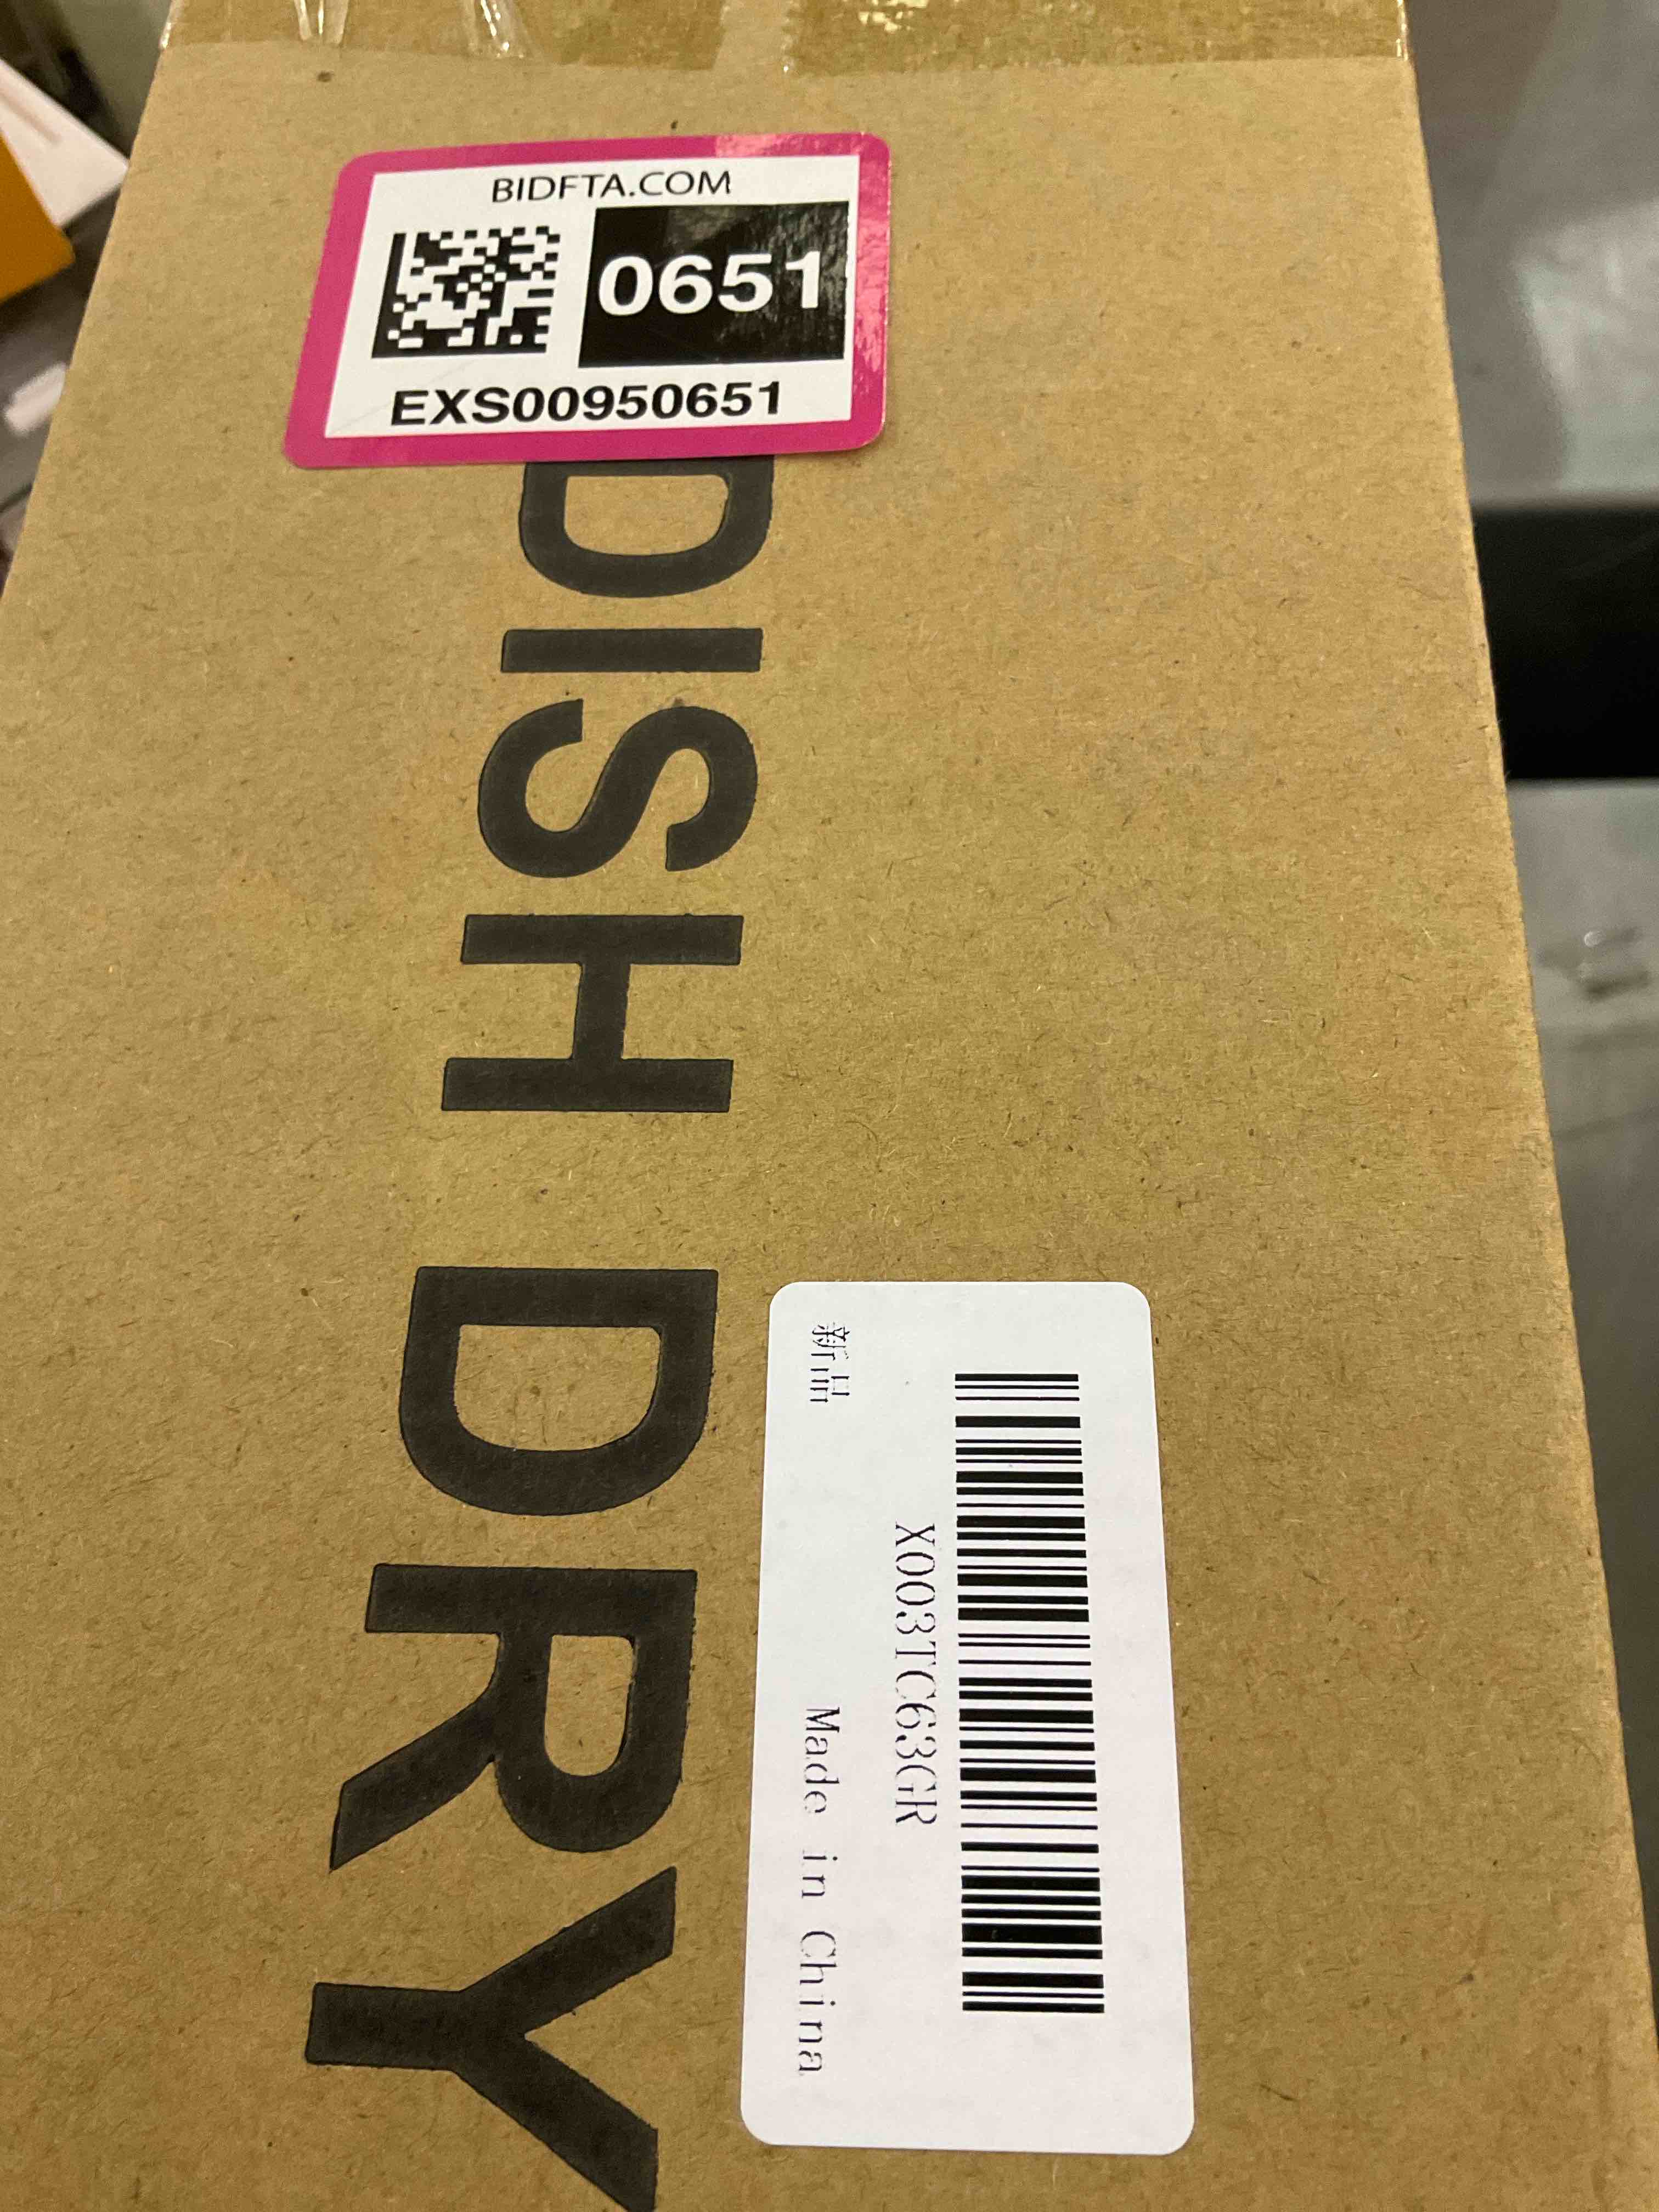 BIDFTA.COM
0651
EXS00950651
DISH DRY
X003TC63GR
新品
Made in China